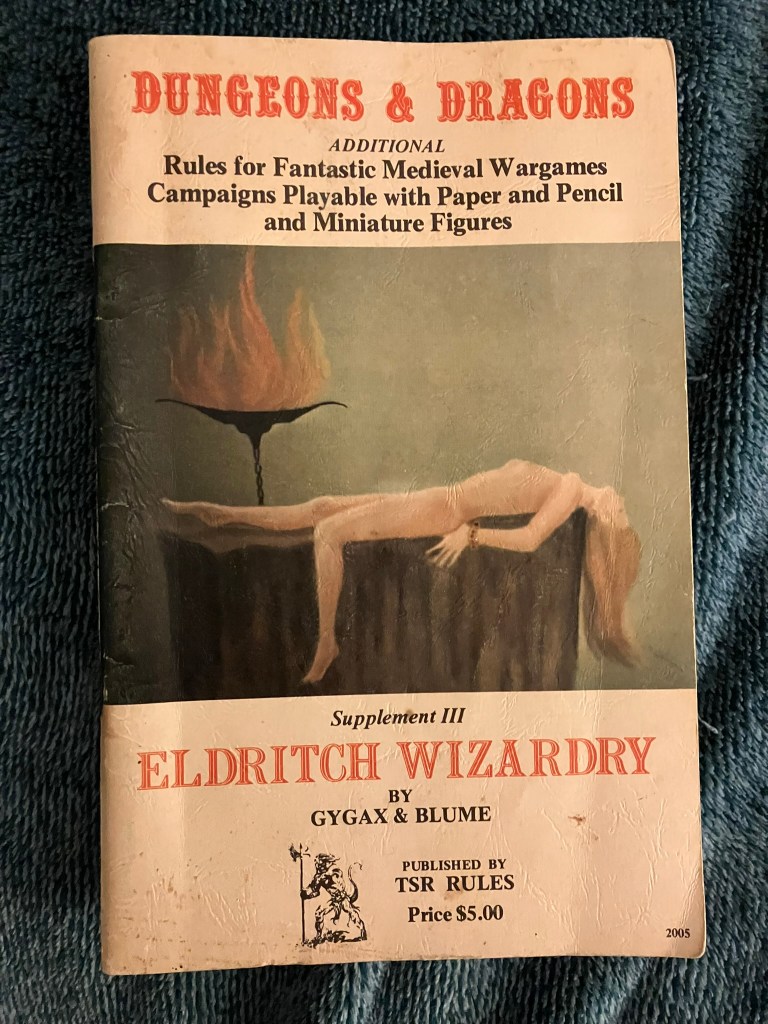 DUNGEONS & DRAGONS
ADDITIONAL
Rules for Fantastic Medieval Wargames
Campaigns Playable with Paper and Pencil
and Miniature Figures
Supplement III
ELDRITCH WIZARDRY
BY
GYGAX & BLUME
PUBLISHED BY
TSR RULES
Price $5.00
2005